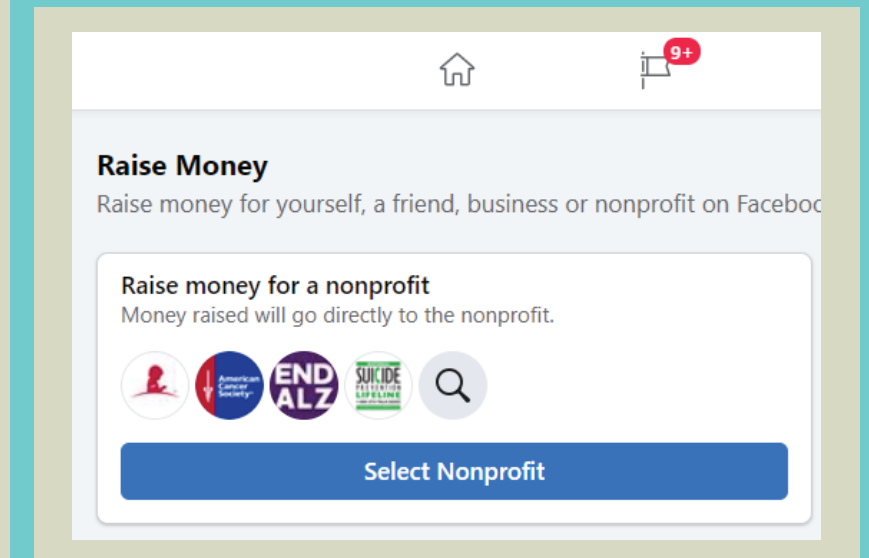 9+
Raise Money
Raise money for yourself, a friend, business or nonprofit on Faceboo
Raise money for a nonprofit
Money raised will go directly to the nonprofit.
American
Cancer
Society
END
ALZ
SUICIDE
PREVENTION
LIFELINE
Select Nonprofit